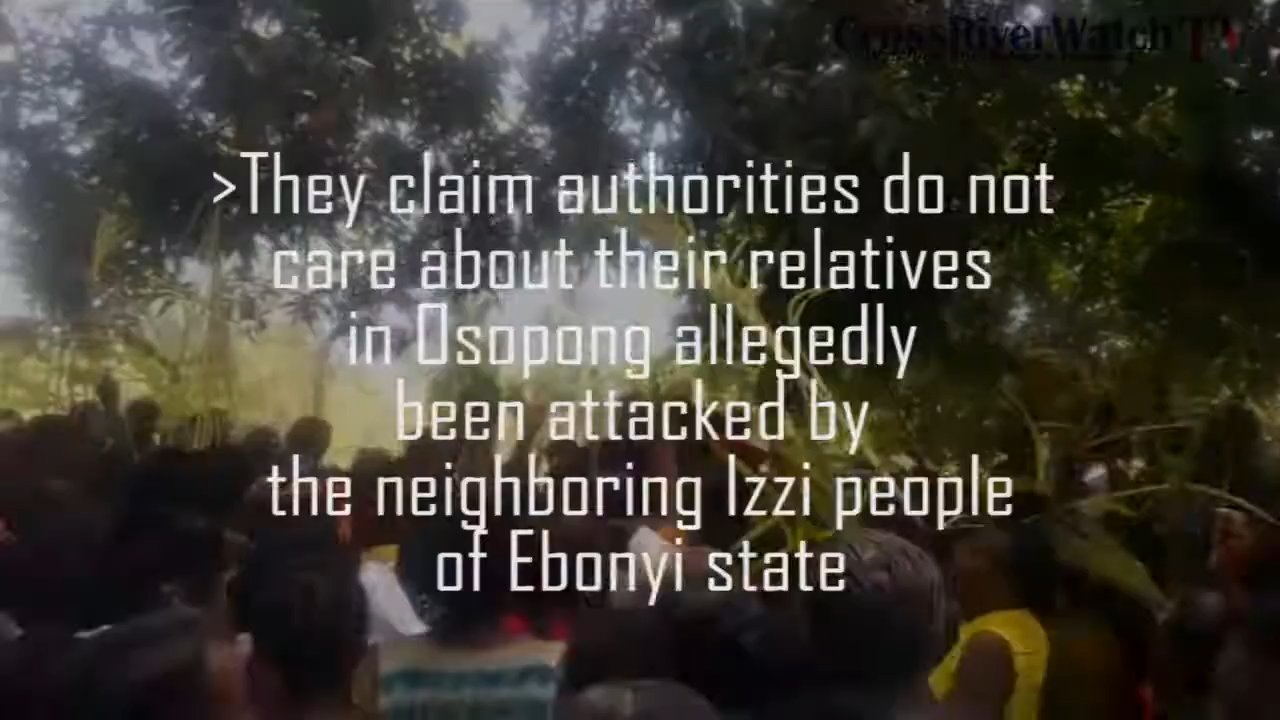 CrossRiverWatch TV
>They claim authorities do not
care about their relatives
in Osopong allegedly
been attacked by
the neighboring Izzi people
of Ebonyi state